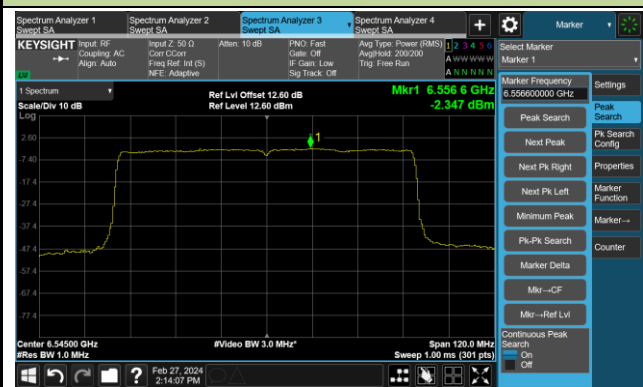 Spectrum Analyzer 1
Swept SA
Spectrum Analyzer 2
Swept SA
Spectrum Analyzer 3
Swept SA
Spectrum Analyzer 4
Swept SA
+
Marker
KEYSIGHT
Input: RF
Coupling: AC
Align: Auto
Input Z: 50 Ω
Corr CCorr
Freq Ref: Int (S)
NFE: Adaptive
Atten: 10 dB
PNO: Fast
Gate: Off
IF Gain: Low
Sig Track: Off
Avg Type: Power (RMS)
Avg|Hold: 200/200
Trig: Free Run
1 2 3 4 5 6
A W W W W W
A N N N N N
Select Marker
Marker 1
1 Spectrum
Scale/Div 10 dB
Log
Ref Lvl Offset 12.60 dB
Ref Level 12.60 dBm
Mkr1 6.556 6 GHz
-2.347 dBm
1
2.60
-7.40
-17.4
-27.4
-37.4
-47.4
-57.4
-67.4
-77.4
Center 6.54500 GHz
#Res BW 1.0 MHz
#Video BW 3.0 MHz*
Span 120.0 MHz
Sweep 1.00 ms (301 pts)
Marker Frequency
6.556600000 GHz
Peak Search
Next Peak
Next Pk Right
Next Pk Left
Minimum Peak
Pk-Pk Search
Marker Delta
Mkr→CF
Mkr→Ref Lvl
Continuous Peak
Search
On
Off
Settings
Peak
Search
Pk Search
Config
Properties
Marker
Function
Marker→
Counter
?
Feb 27, 2024
2:14:07 PM